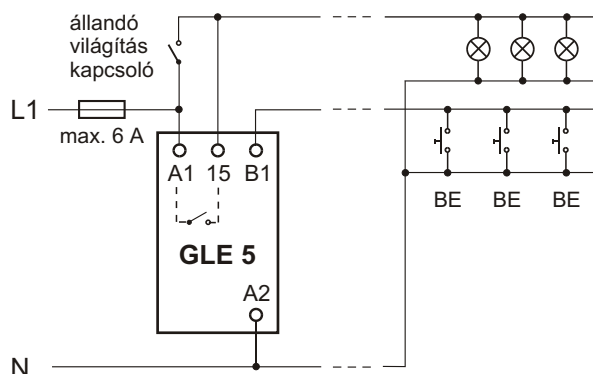 állandó
világítás
kapcsoló
L1
max. 6 A
A1 15 B1
GLE 5
A2
BE BE BE
N